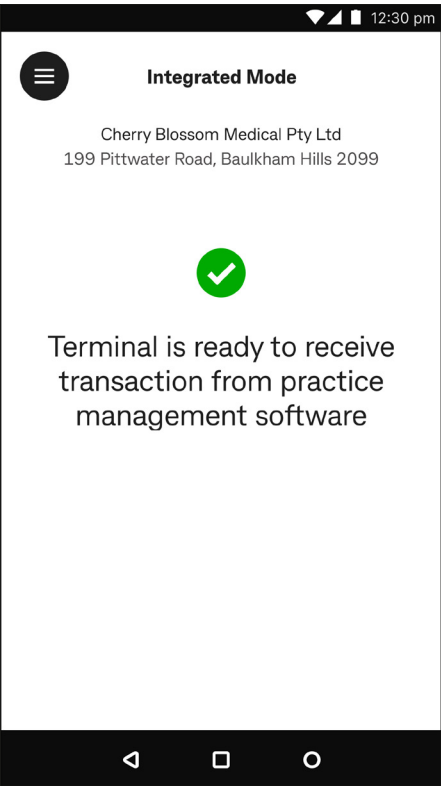 12:30 pm
Integrated Mode
Cherry Blossom Medical Pty Ltd
199 Pittwater Road, Baulkham Hills 2099
Terminal is ready to receive
transaction from practice
management software